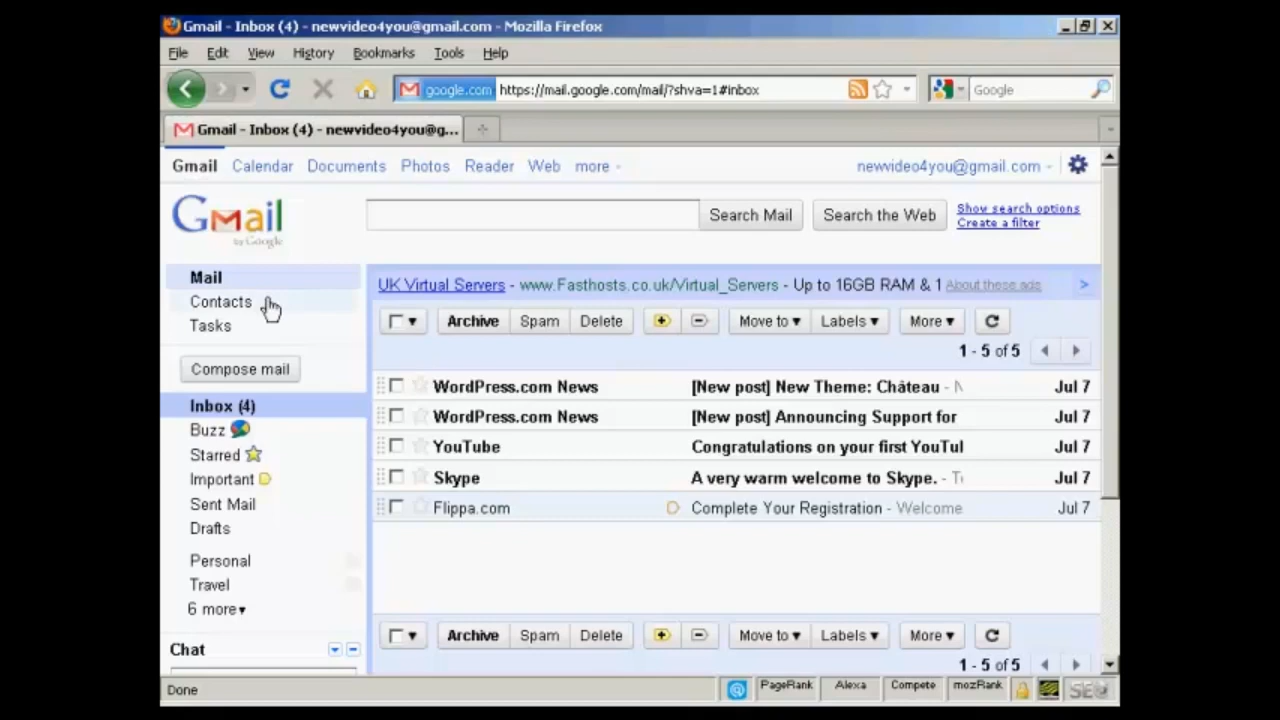 Gmail - Inbox (4) - newvideo4you@gmail.com - Mozilla Firefox
File Edit View History Bookmarks Tools Help
google.com https://mail.google.com/mail/?shva=1#inbox Google
Gmail - Inbox (4) - newvideo4you@g...
Gmail Calendar Documents Photos Reader Web more newvideo4you@gmail.com
Gmail by Google Search Mail Search the Web Show search options
Create a filter
Mail
Contacts
Tasks
Compose mail
Inbox (4)
Buzz
Starred
Important
Sent Mail
Drafts
Personal
Travel
6 more
Chat
UK Virtual Servers - www.Fasthosts.co.uk/Virtual_Servers - Up to 16GB RAM & 1 About these ads >
Archive Spam Delete Move to Labels More
1 - 5 of 5
WordPress.com News [New post] New Theme: Château - Jul 7
WordPress.com News [New post] Announcing Support for Jul 7
YouTube Congratulations on your first YouTul Jul 7
Skype A very warm welcome to Skype. - Jul 7
Flippa.com Complete Your Registration - Welcome Jul 7
Archive Spam Delete Move to Labels More
1 - 5 of 5
Done PageRank Alexa Compete mozRank SEO